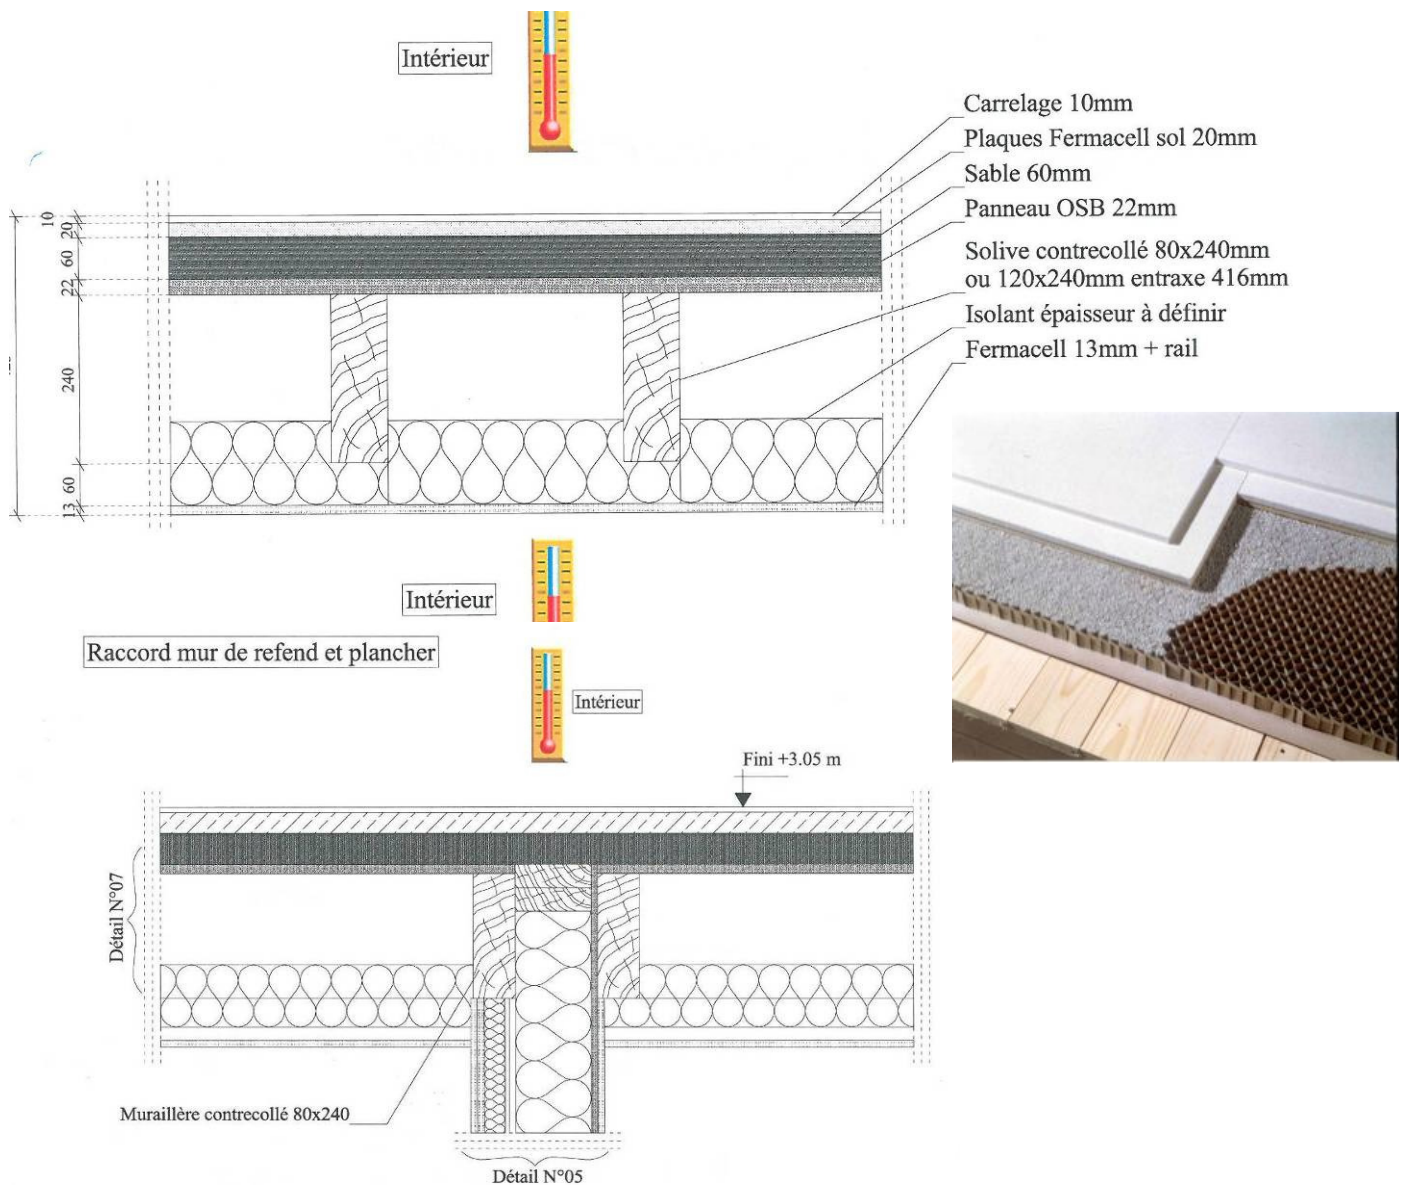 Intérieur
Carrelage 10mm
Plaques Fermacell sol 20mm
Sable 60mm
Panneau OSB 22mm
Solive contrecollé 80x240mm
ou 120x240mm entraxe 416mm
Isolant épaisseur à définir
Fermacell 13mm + rail
10
20
60
22
240
60
13
Intérieur
Raccord mur de refend et plancher
Intérieur
Fini +3.05 m
Détail N°07
Muraillère contrecollé 80x240
Détail N°05